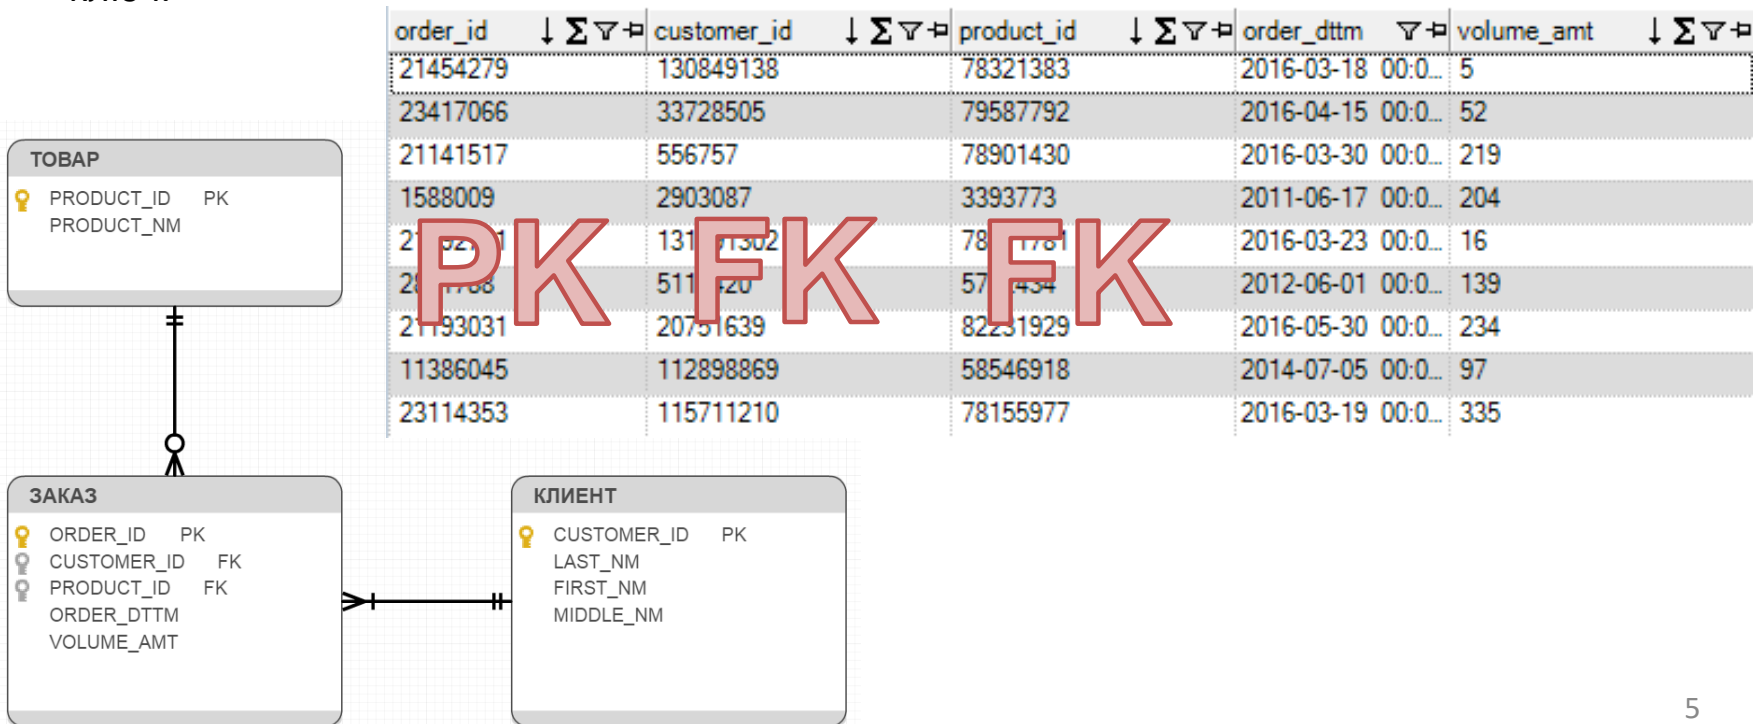 order_id customer_id product_id order_dttm volume_amt
21454279 130849138 78321383 2016-03-18 00:0... 5
23417066 33728505 79587792 2016-04-15 00:0... 52
21141517 556757 78901430 2016-03-30 00:0... 219
1588009 2903087 3393773 2011-06-17 00:0... 204
2016-03-23 00:0... 16
2012-06-01 00:0... 139
21193031 20751639 82231929 2016-05-30 00:0... 234
11386045 112898869 58546918 2014-07-05 00:0... 97
23114353 115711210 78155977 2016-03-19 00:0... 335
PK FK FK
ТОВАР
PRODUCT_ID PK
PRODUCT_NM
ЗАКАЗ
ORDER_ID PK
CUSTOMER_ID FK
PRODUCT_ID FK
ORDER_DTTM
VOLUME_AMT
КЛИЕНТ
CUSTOMER_ID PK
LAST_NM
FIRST_NM
MIDDLE_NM
5